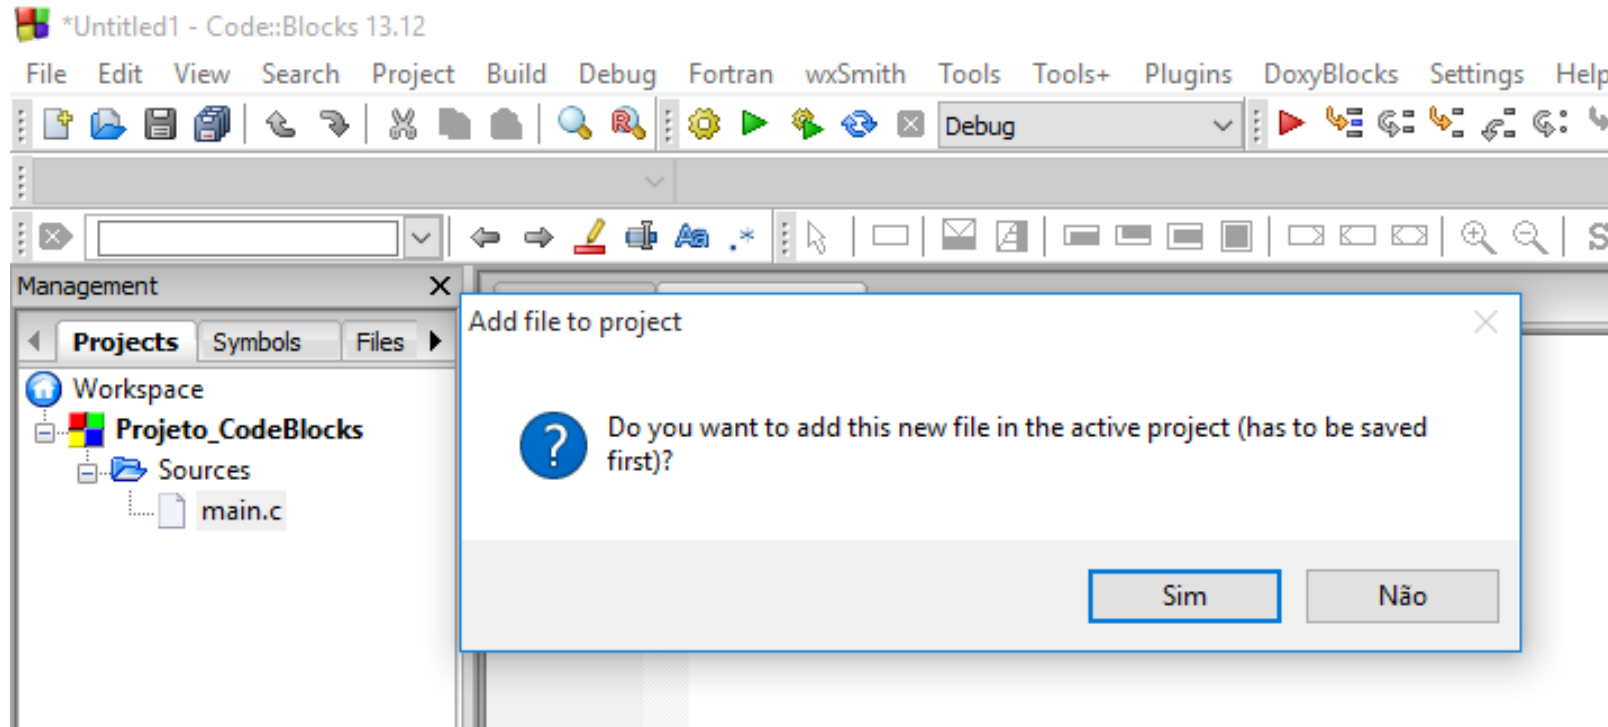 *Untitled1 - Code::Blocks 13.12
File Edit View Search Project Build Debug Fortran wxSmith Tools Tools+ Plugins DoxyBlocks Settings Help
Debug
S
Management
Projects Symbols Files
Add file to project
Workspace
Projeto_CodeBlocks
Sources
main.c
Do you want to add this new file in the active project (has to be saved
first)?
Sim Não